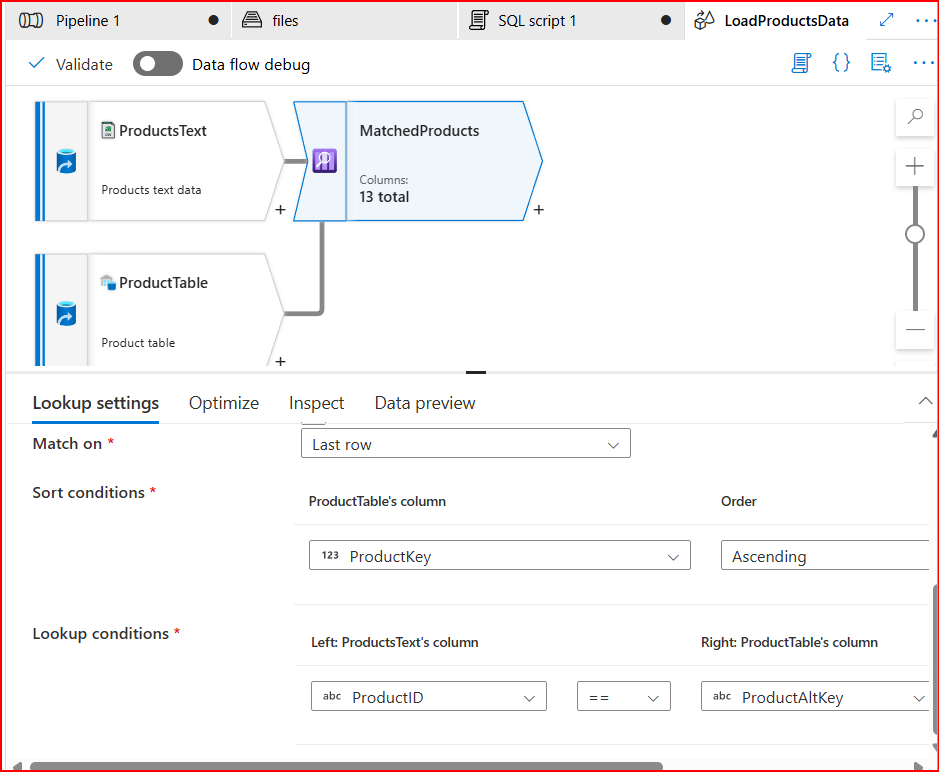 Pipeline 1
files
SQL script 1
LoadProductsData
Validate
Data flow debug
{}
ProductsText
Products text data
+
MatchedProducts
Columns:
13 total
+
ProductTable
Product table
+
Lookup settings
Optimize
Inspect
Data preview
Match on *
Last row
Sort conditions *
ProductTable's column
Order
123 ProductKey
Ascending
Lookup conditions *
Left: ProductsText's column
Right: ProductTable's column
abc ProductID
==
abc ProductAltKey